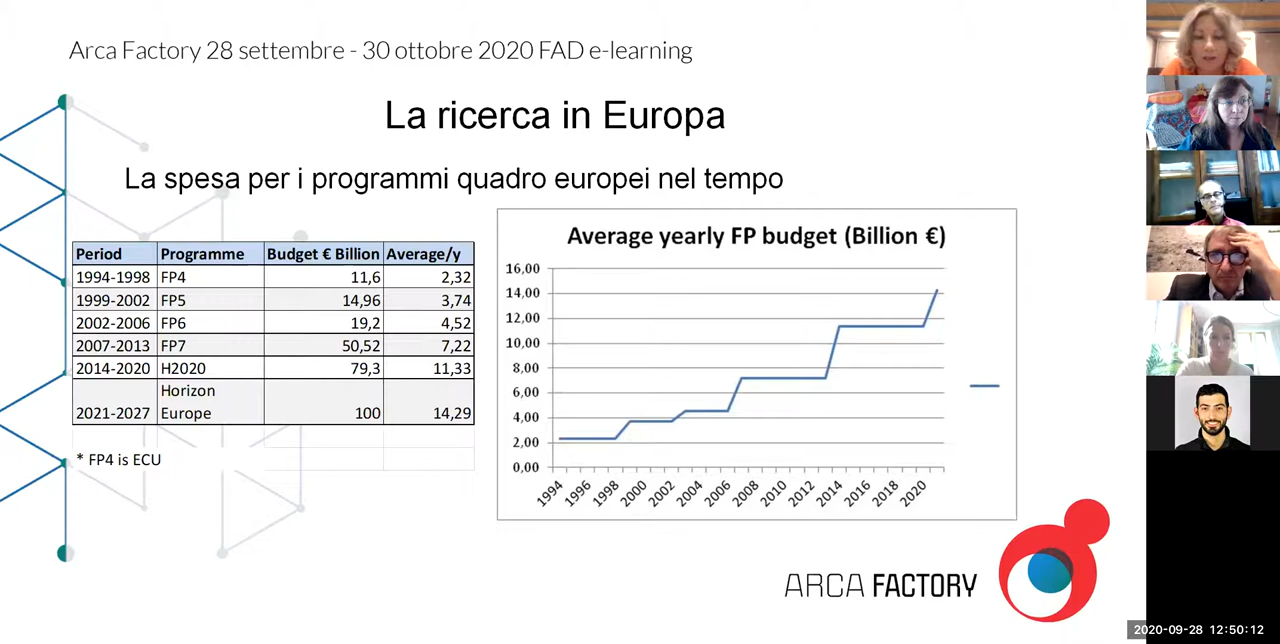 Arca Factory 28 settembre - 30 ottobre 2020 FAD e-learning
La ricerca in Europa
La spesa per i programmi quadro europei nel tempo
Period Programme Budget € Billion Average/y
1994-1998 FP4 11,6 2,32
1999-2002 FP5 14,96 3,74
2002-2006 FP6 19,2 4,52
2007-2013 FP7 50,52 7,22
2014-2020 H2020 79,3 11,33
Horizon
2021-2027 Europe 100 14,29
* FP4 is ECU
Average yearly FP budget (Billion €)
16,00
14,00
12,00
10,00
8,00
6,00
4,00
2,00
0,00
1994 1996 1998 2000 2002 2004 2006 2008 2010 2012 2014 2016 2018 2020
ARCA FACTORY
2020-09-28 12:50:12